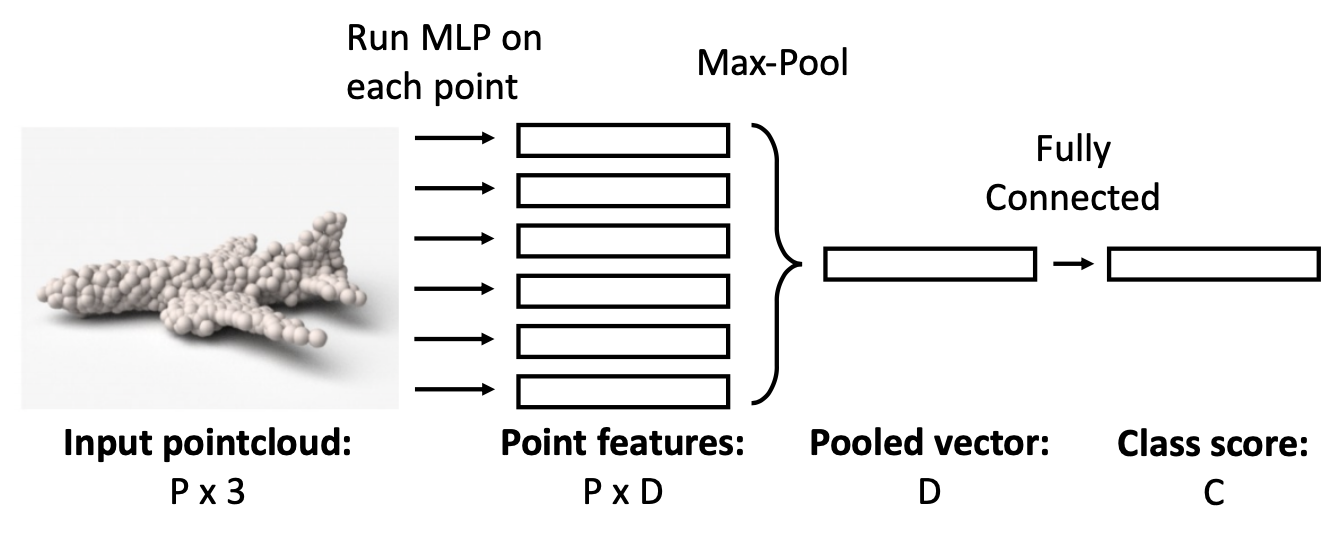 Run MLP on
each point
Max-Pool
Fully
Connected
Input pointcloud:
P x 3
Point features:
P x D
Pooled vector:
D
Class score:
C